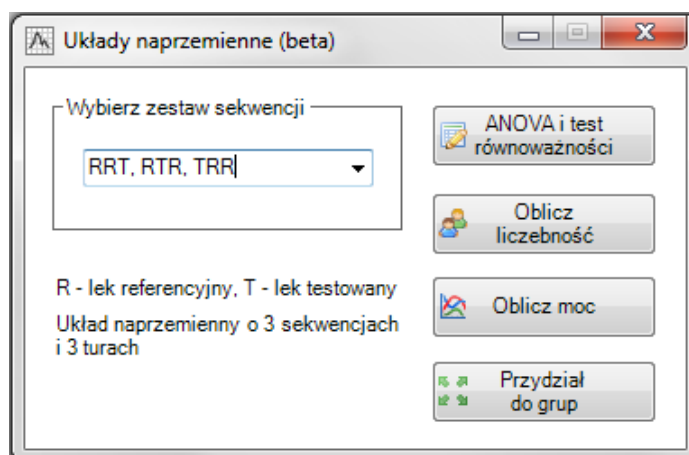 Układy naprzemienne (beta)
Wybierz zestaw sekwencji
RRT, RTR, TRR
ANOVA i test
równoważności
Oblicz
liczebność
R - lek referencyjny, T - lek testowany
Układ naprzemienny o 3 sekwencjach
i 3 turach
Oblicz moc
Przydział
do grup